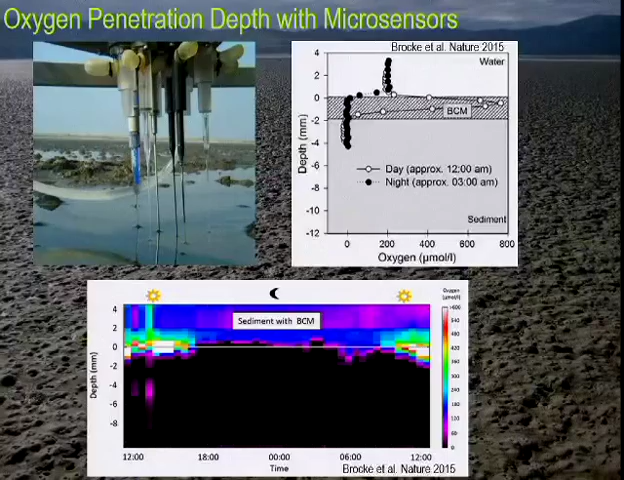 Oxygen Penetration Depth with Microsensors
Brocke et al. Nature 2015
Water
BCM
Day (approx. 12:00 am)
Night (approx. 03:00 am)
Sediment
Depth (mm)
4
2
0
-2
-4
-6
-8
-10
-12
0 200 400 600 800
Oxygen (µmol/l)
Sediment with BCM
Depth (mm)
4
2
0
-2
-4
-6
-8
12:00 18:00 00:00 06:00 12:00
Time
Brocke et al. Nature 2015
Oxygen